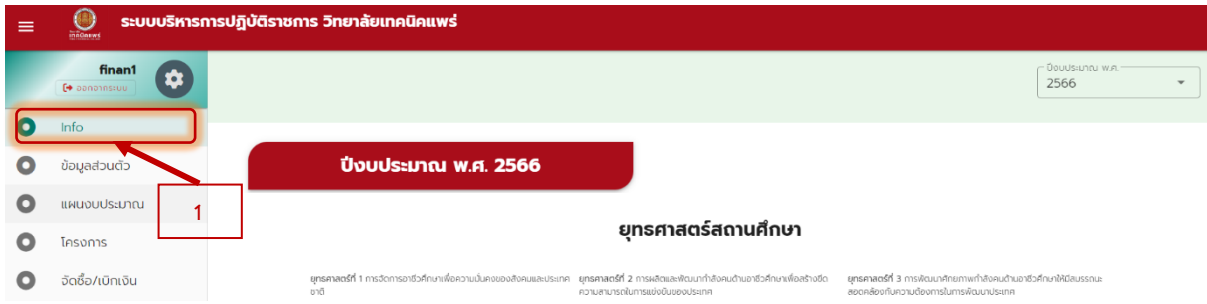 ระบบบริหารการปฏิบัติราชการ วิทยาลัยเทคนิคแพร่
finan1
ออกจากระบบ
ปีงบประมาณ พ.ศ.
2566
Info
ข้อมูลส่วนตัว
แผนงบประมาณ
โครงการ
จัดซื้อ/เบิกเงิน
1
ปีงบประมาณ พ.ศ. 2566
ยุทธศาสตร์สถานศึกษา
ยุทธศาสตร์ที่ 1 การจัดการอาชีวศึกษาเพื่อความมั่นคงของสังคมและประเทศ
ชาติ
ยุทธศาสตร์ที่ 2 การผลิตและพัฒนากำลังคนด้านอาชีวศึกษาเพื่อสร้างขีด
ความสามารถในการแข่งขันของประเทศ
ยุทธศาสตร์ที่ 3 การพัฒนาศักยภาพกำลังคนด้านอาชีวศึกษาให้มีสมรรถนะ
สอดคล้องกับความต้องการในการพัฒนาประเทศ